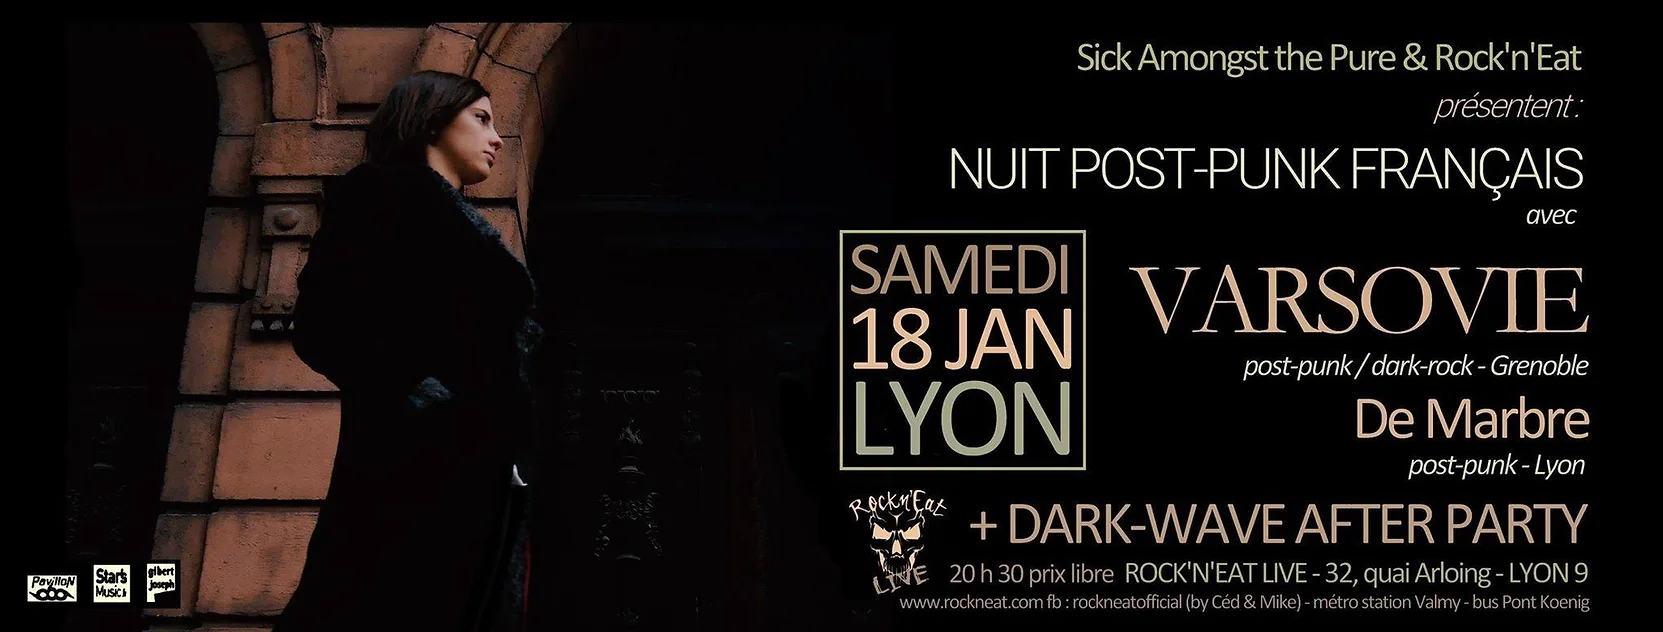 Sick Amongst the Pure & Rock'n'Eat
présentent :
NUIT POST-PUNK FRANÇAIS
avec
SAMEDI
18 JAN
LYON
VARSOVIE
post-punk / dark-rock - Grenoble
De Marbre
post-punk - Lyon
Rock n' Eat
LIVE
+ DARK-WAVE AFTER PARTY
20 h 30 prix libre ROCK'N'EAT LIVE - 32, quai Arloing - LYON 9
www.rockneat.com fb : rockneatofficial (by Céd & Mike) - métro station Valmy - bus Pont Koenig
PavilloN
Star's
Music
gibert
joseph